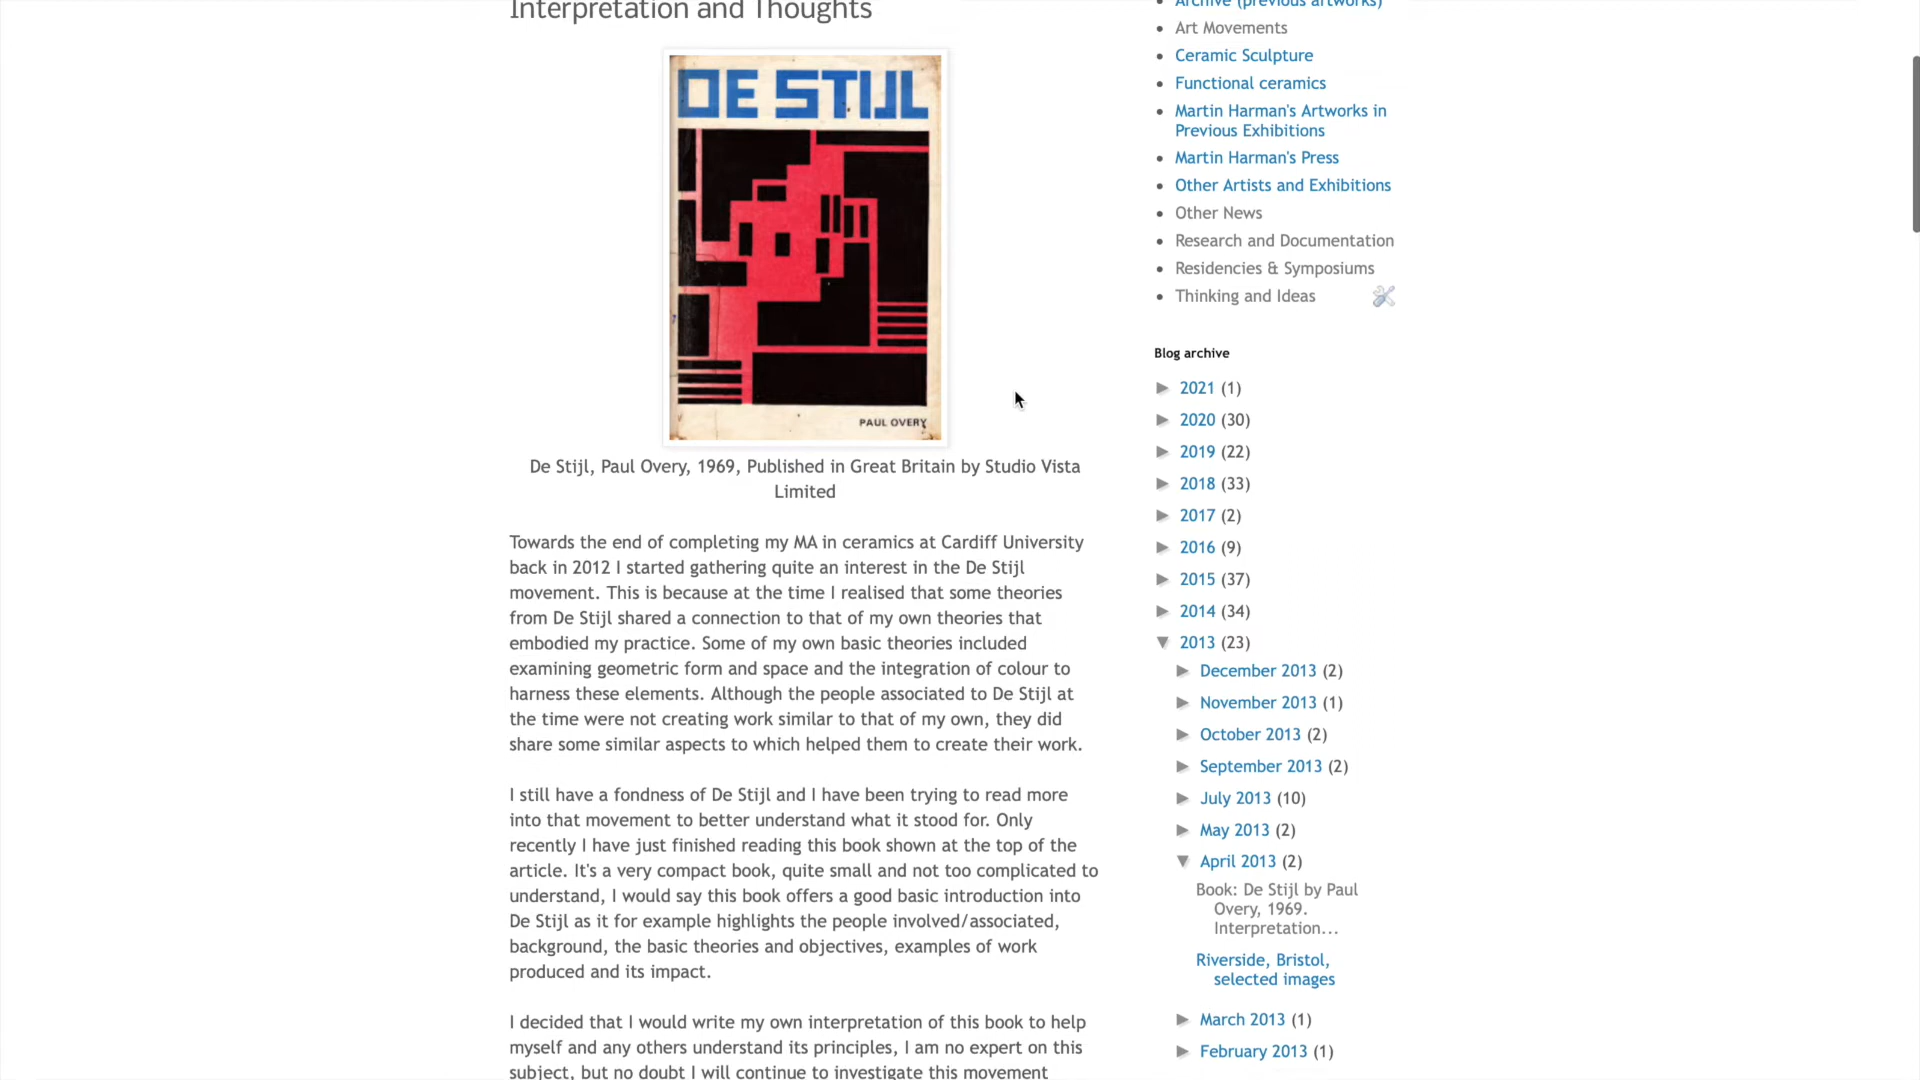 Interpretation and Thoughts
DE STIJL
PAUL OVERY
De Stijl, Paul Overy, 1969, Published in Great Britain by Studio Vista
Limited
Towards the end of completing my MA in ceramics at Cardiff University
back in 2012 I started gathering quite an interest in the De Stijl
movement. This is because at the time I realised that some theories
from De Stijl shared a connection to that of my own theories that
embodied my practice. Some of my own basic theories included
examining geometric form and space and the integration of colour to
harness these elements. Although the people associated to De Stijl at
the time were not creating work similar to that of my own, they did
share some similar aspects to which helped them to create their work.
I still have a fondness of De Stijl and I have been trying to read more
into that movement to better understand what it stood for. Only
recently I have just finished reading this book shown at the top of the
article. It's a very compact book, quite small and not too complicated to
understand, I would say this book offers a good basic introduction into
De Stijl as it for example highlights the people involved/associated,
background, the basic theories and objectives, examples of work
produced and its impact.
I decided that I would write my own interpretation of this book to help
myself and any others understand its principles, I am no expert on this
subject, but no doubt I will continue to investigate this movement
Archive (previous artworks)
Art Movements
Ceramic Sculpture
Functional ceramics
Martin Harman's Artworks in
Previous Exhibitions
Martin Harman's Press
Other Artists and Exhibitions
Other News
Research and Documentation
Residencies & Symposiums
Thinking and Ideas
Blog archive
► 2021 (1)
► 2020 (30)
► 2019 (22)
► 2018 (33)
► 2017 (2)
► 2016 (9)
► 2015 (37)
► 2014 (34)
▼ 2013 (23)
► December 2013 (2)
► November 2013 (1)
► October 2013 (2)
► September 2013 (2)
► July 2013 (10)
► May 2013 (2)
▼ April 2013 (2)
Book: De Stijl by Paul
Overy, 1969.
Interpretation...
Riverside, Bristol,
selected images
► March 2013 (1)
► February 2013 (1)